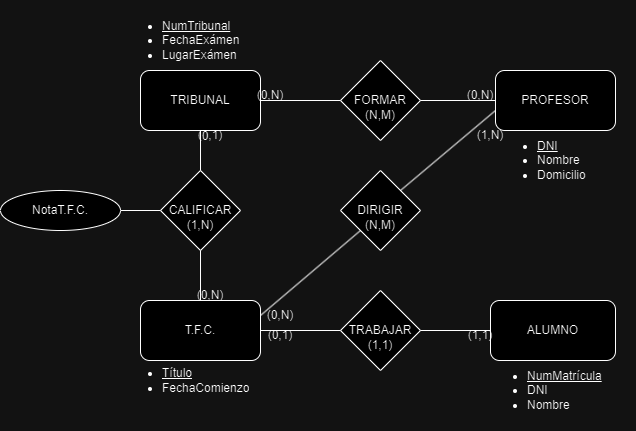 NumTribunal
FechaExámen
LugarExámen
TRIBUNAL
(0,N)
FORMAR
(N,M)
(0,N)
PROFESOR
(0,1)
(1,N)
DNI
Nombre
Domicilio
NotaT.F.C.
CALIFICAR
(1,N)
DIRIGIR
(N,M)
(0,N)
(0,N)
T.F.C.
(0,1)
TRABAJAR
(1,1)
(1,1)
ALUMNO
Título
FechaComienzo
NumMatrícula
DNI
Nombre